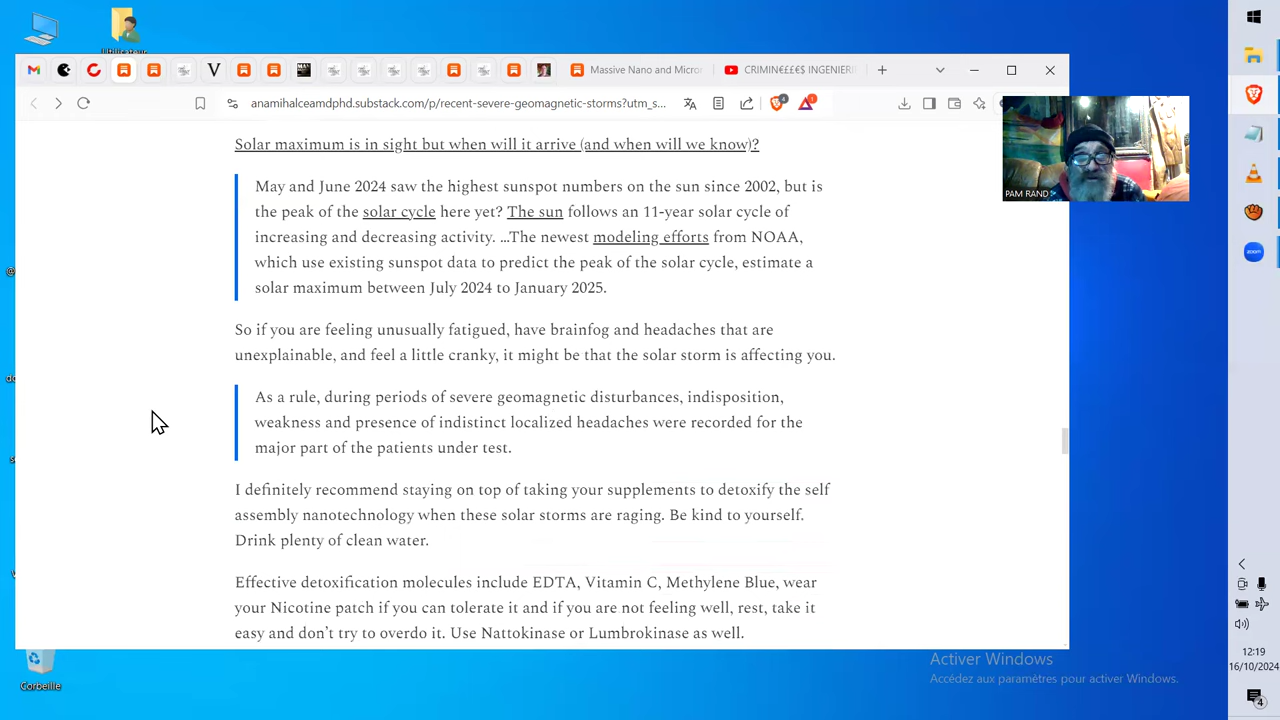 Utilisateur
Massive Nano and Micro
CRIMIN€££€$ INGENIERI
anamihalceamdphd.substack.com/p/recent-severe-geomagnetic-storms?utm_s...
PAM RAND
Solar maximum is in sight but when will it arrive (and when will we know)?
May and June 2024 saw the highest sunspot numbers on the sun since 2002, but is
the peak of the solar cycle here yet? The sun follows an 11-year solar cycle of
increasing and decreasing activity. …The newest modeling efforts from NOAA,
which use existing sunspot data to predict the peak of the solar cycle, estimate a
solar maximum between July 2024 to January 2025.
So if you are feeling unusually fatigued, have brainfog and headaches that are
unexplainable, and feel a little cranky, it might be that the solar storm is affecting you.
As a rule, during periods of severe geomagnetic disturbances, indisposition,
weakness and presence of indistinct localized headaches were recorded for the
major part of the patients under test.
I definitely recommend staying on top of taking your supplements to detoxify the self
assembly nanotechnology when these solar storms are raging. Be kind to yourself.
Drink plenty of clean water.
Effective detoxification molecules include EDTA, Vitamin C, Methylene Blue, wear
your Nicotine patch if you can tolerate it and if you are not feeling well, rest, take it
easy and don't try to overdo it. Use Nattokinase or Lumbrokinase as well.
Corbeille
Activer Windows
Accédez aux paramètres pour activer Windows.
zoom
12:19
16/10/2024
4